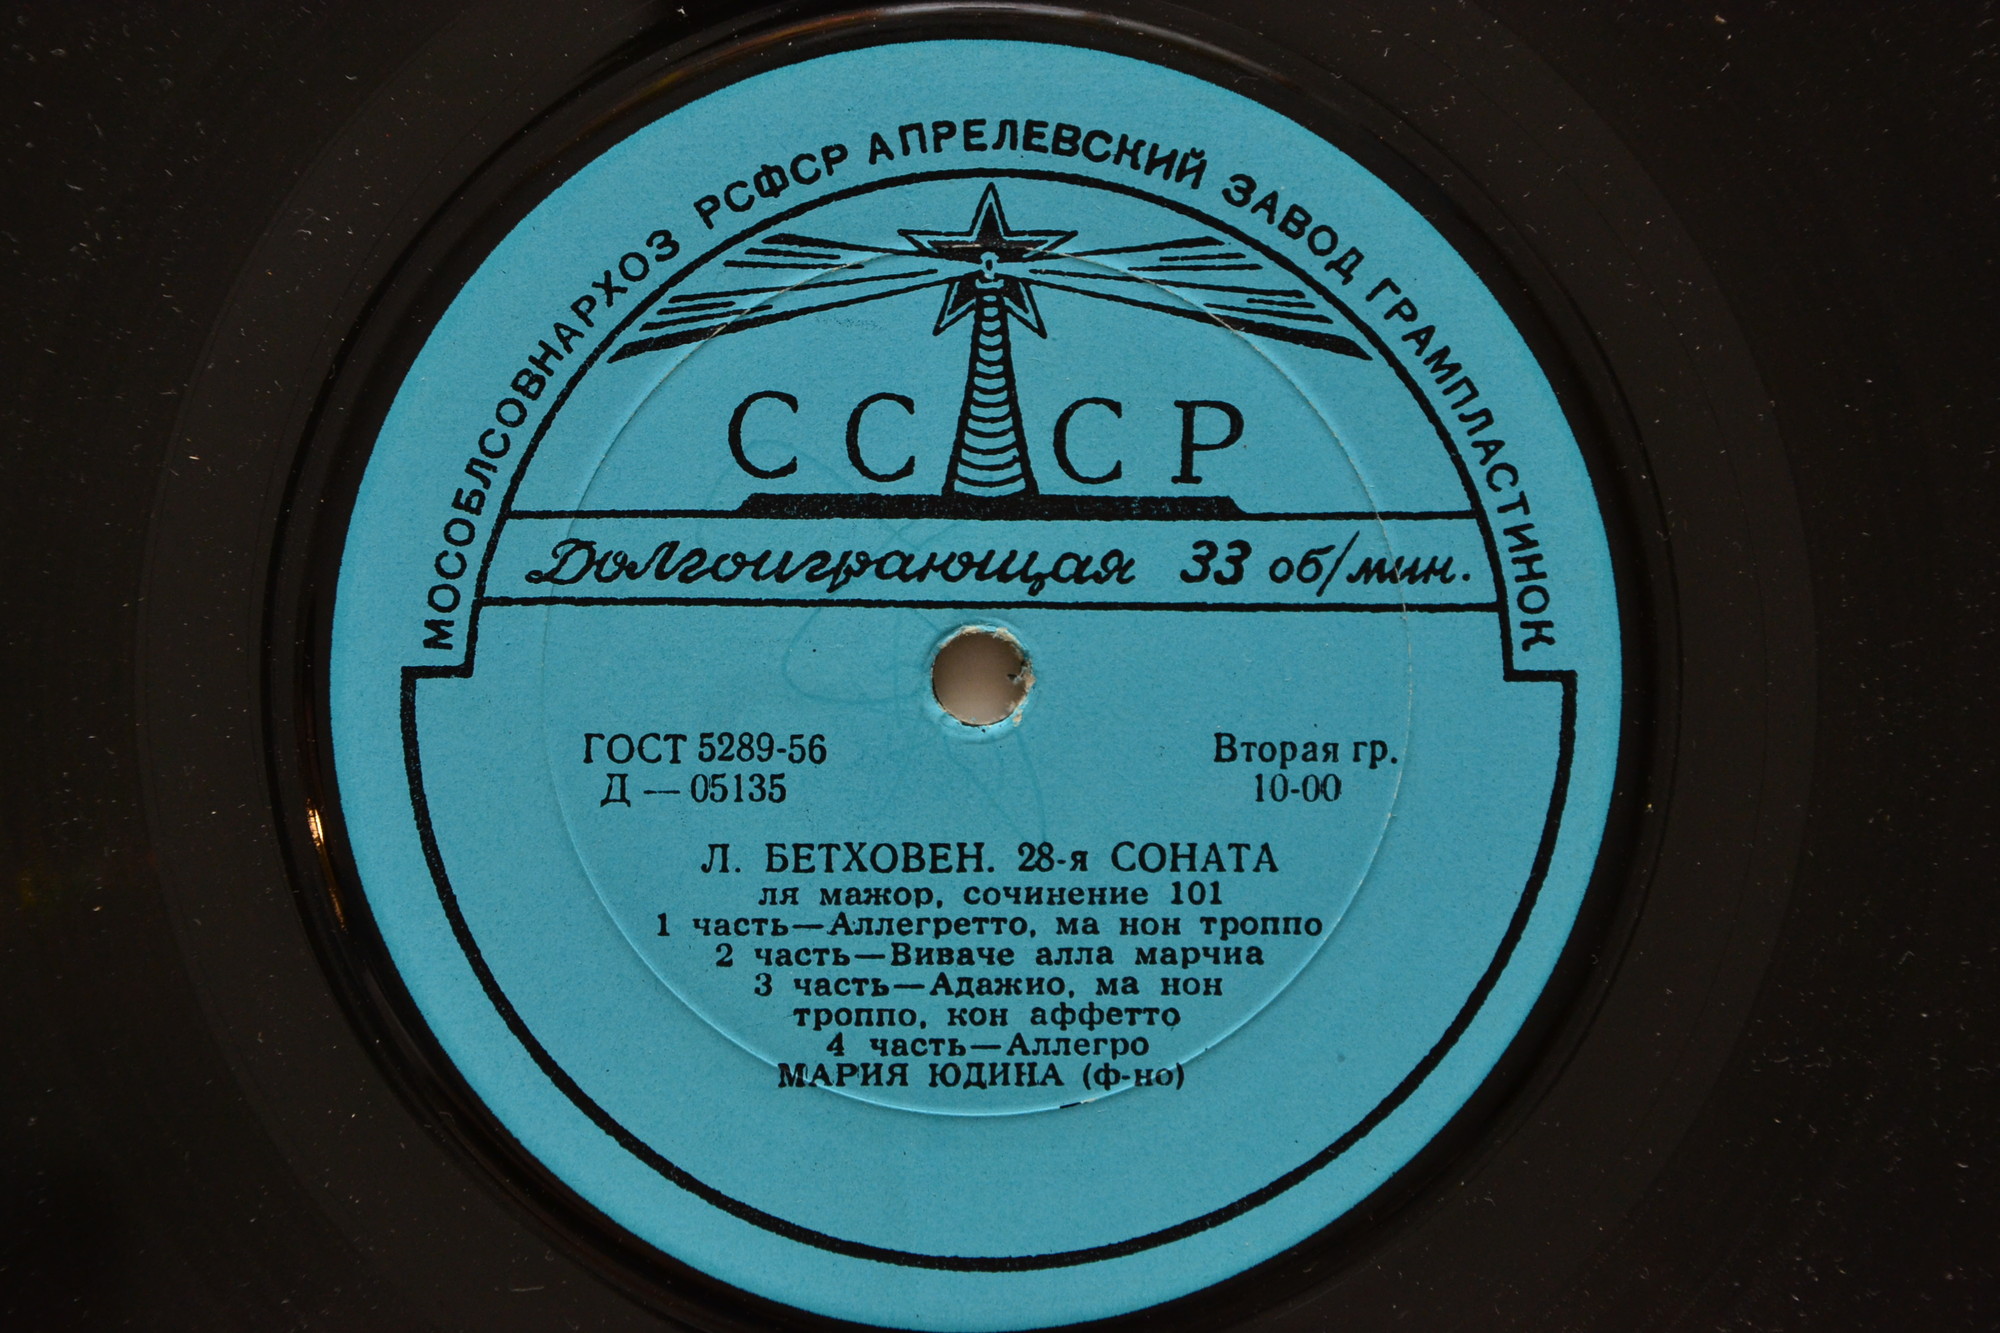 МОСОБЛСОВНАРХОЗ РСФСР АПРЕЛЕВСКИЙ ЗАВОД ГРАМПЛАСТИНОК
СССР
Долгоиграющая 33 об/мин.
ГОСТ 5289-56
Д — 05135
Вторая гр.
10-00
Л. БЕТХОВЕН. 28-я СОНАТА
ля мажор, сочинение 101
1 часть—Аллегретто, ма нон троппо
2 часть—Виваче алла марчиа
3 часть—Адажио, ма нон
троппо, кон аффетто
4 часть—Аллегро
МАРИЯ ЮДИНА (ф-но)